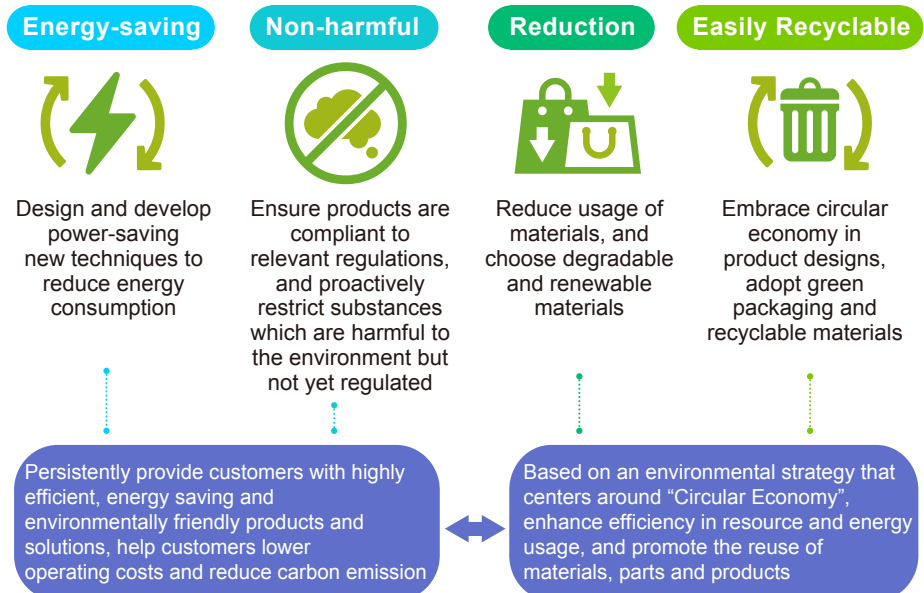 Energy-saving
Non-harmful
Reduction
Easily Recyclable
Design and develop
power-saving
new techniques to
reduce energy
consumption
Ensure products are
compliant to
relevant regulations,
and proactively
restrict substances
which are harmful to
the environment but
not yet regulated
Reduce usage of
materials, and
choose degradable
and renewable
materials
Embrace circular
economy in
product designs,
adopt green
packaging and
recyclable materials
Persistently provide customers with highly
efficient, energy saving and
environmentally friendly products and
solutions, help customers lower
operating costs and reduce carbon emission
Based on an environmental strategy that
centers around “Circular Economy”,
enhance efficiency in resource and energy
usage, and promote the reuse of
materials, parts and products